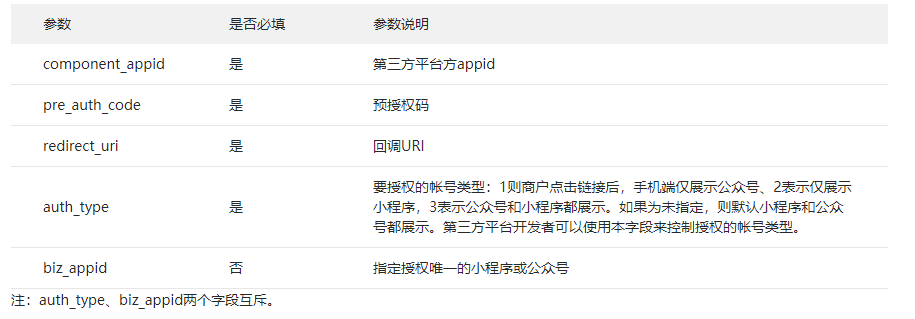 参数 是否必填 参数说明
component_appid 是 第三方平台方appid
pre_auth_code 是 预授权码
redirect_uri 是 回调URI
auth_type 是 要授权的帐号类型：1则商户点击链接后，手机端仅展示公众号、2表示仅展示
小程序，3表示公众号和小程序都展示。如果为未指定，则默认小程序和公众
号都展示。第三方平台开发者可以使用本字段来控制授权的帐号类型。
biz_appid 否 指定授权唯一的小程序或公众号
注：auth_type、biz_appid两个字段互斥。